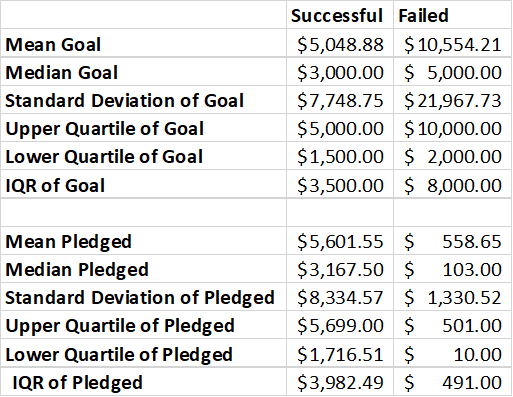 Successful Failed
Mean Goal $5,048.88 $10,554.21
Median Goal $3,000.00 $ 5,000.00
Standard Deviation of Goal $7,748.75 $21,967.73
Upper Quartile of Goal $5,000.00 $10,000.00
Lower Quartile of Goal $1,500.00 $ 2,000.00
IQR of Goal $3,500.00 $ 8,000.00
Mean Pledged $5,601.55 $ 558.65
Median Pledged $3,167.50 $ 103.00
Standard Deviation of Pledged $8,334.57 $ 1,330.52
Upper Quartile of Pledged $5,699.00 $ 501.00
Lower Quartile of Pledged $1,716.51 $ 10.00
IQR of Pledged $3,982.49 $ 491.00